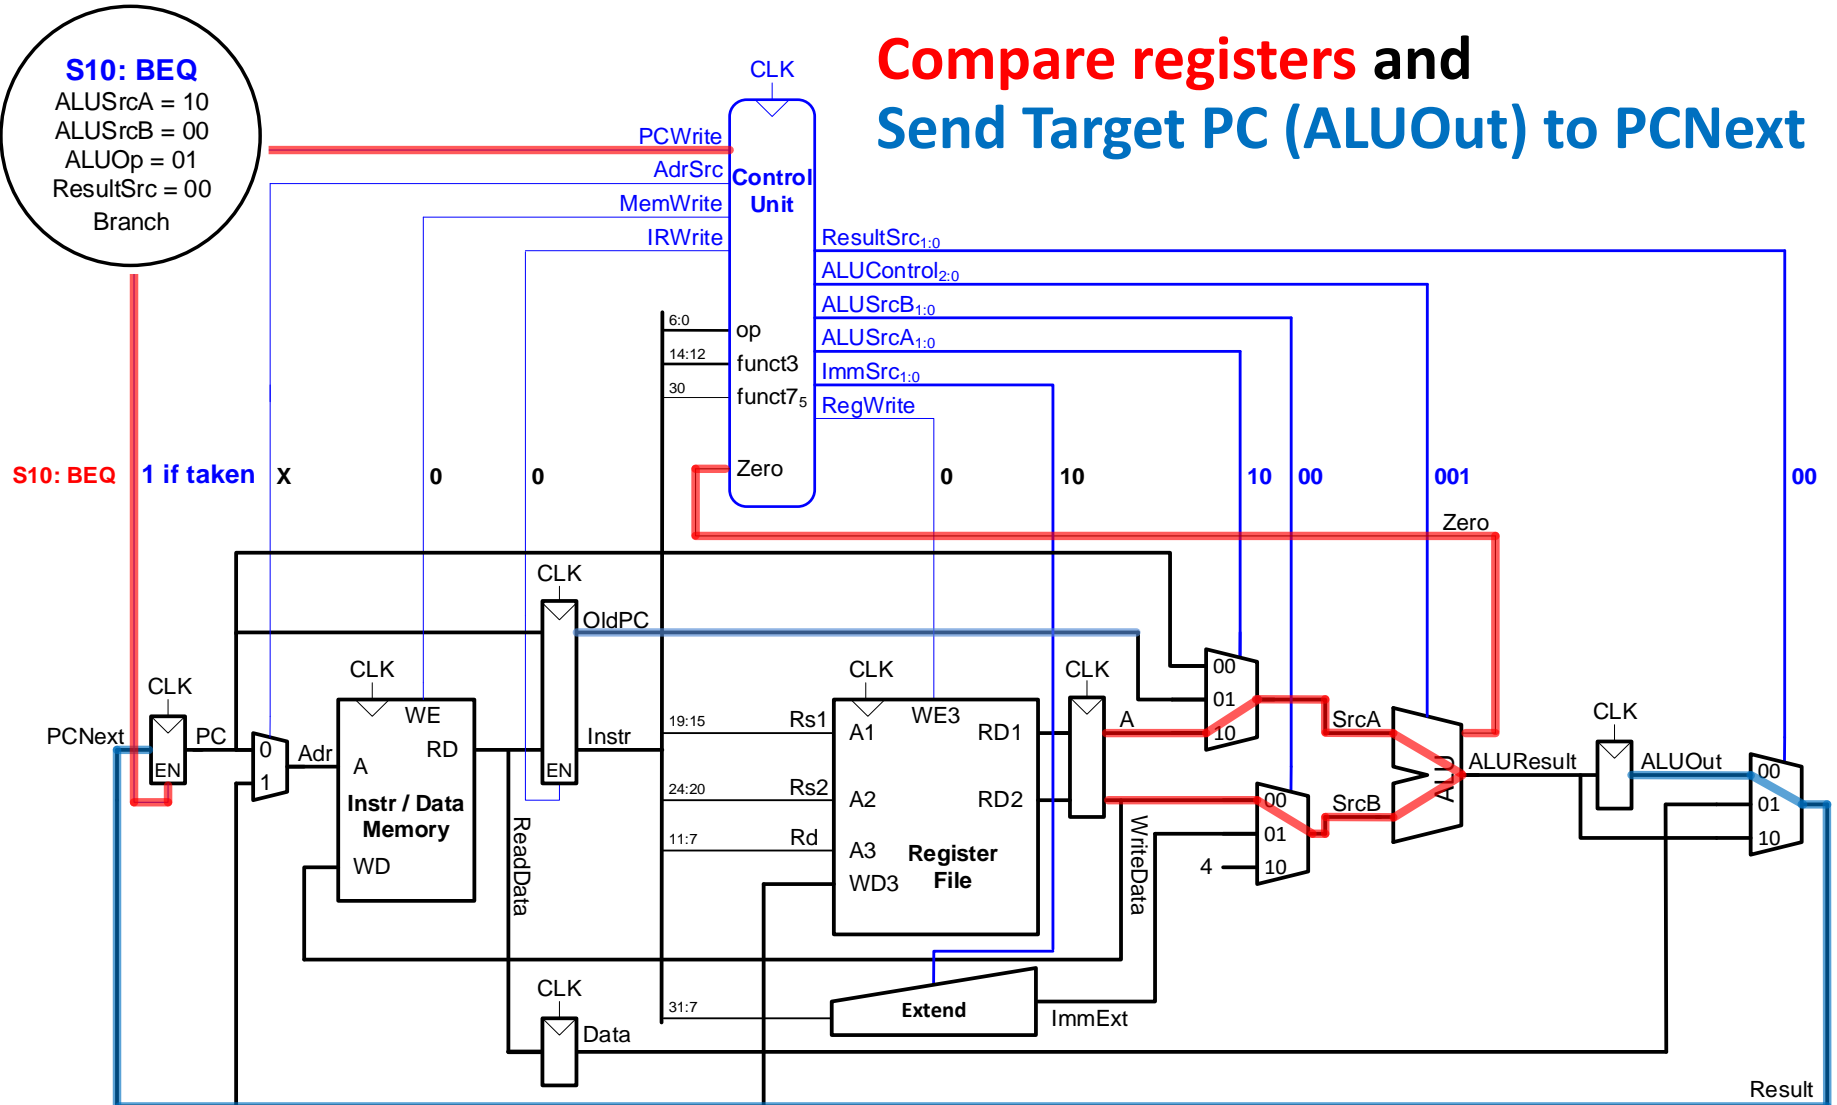 Compare registers and
Send Target PC (ALUOut) to PCNext
S10: BEQ
ALUSrcA = 10
ALUSrcB = 00
ALUOp = 01
ResultSrc = 00
Branch
CLK
PCWrite
AdrSrc
MemWrite
IRWrite
Control
Unit
ResultSrc1:0
ALUControl2:0
ALUSrcB1:0
ALUSrcA1:0
ImmSrc1:0
RegWrite
6:0 op
14:12 funct3
30 funct75
Zero
S10: BEQ 1 if taken X 0 0 0 10 10 00 001 00
Zero
CLK
OldPC
CLK
PCNext
PC
EN
0
1
Adr
CLK
WE
RD
A
Instr / Data
Memory
WD
EN
Instr
ReadData
CLK
Data
19:15 Rs1
24:20 Rs2
11:7 Rd
31:7
CLK
WE3
A1
RD1
A2
RD2
A3
WD3
Register
File
Extend
ImmExt
CLK
A
WriteData
00
01
10
00
01
10
4
SrcA
SrcB
ALU
ALUResult
CLK
ALUOut
00
01
10
Result